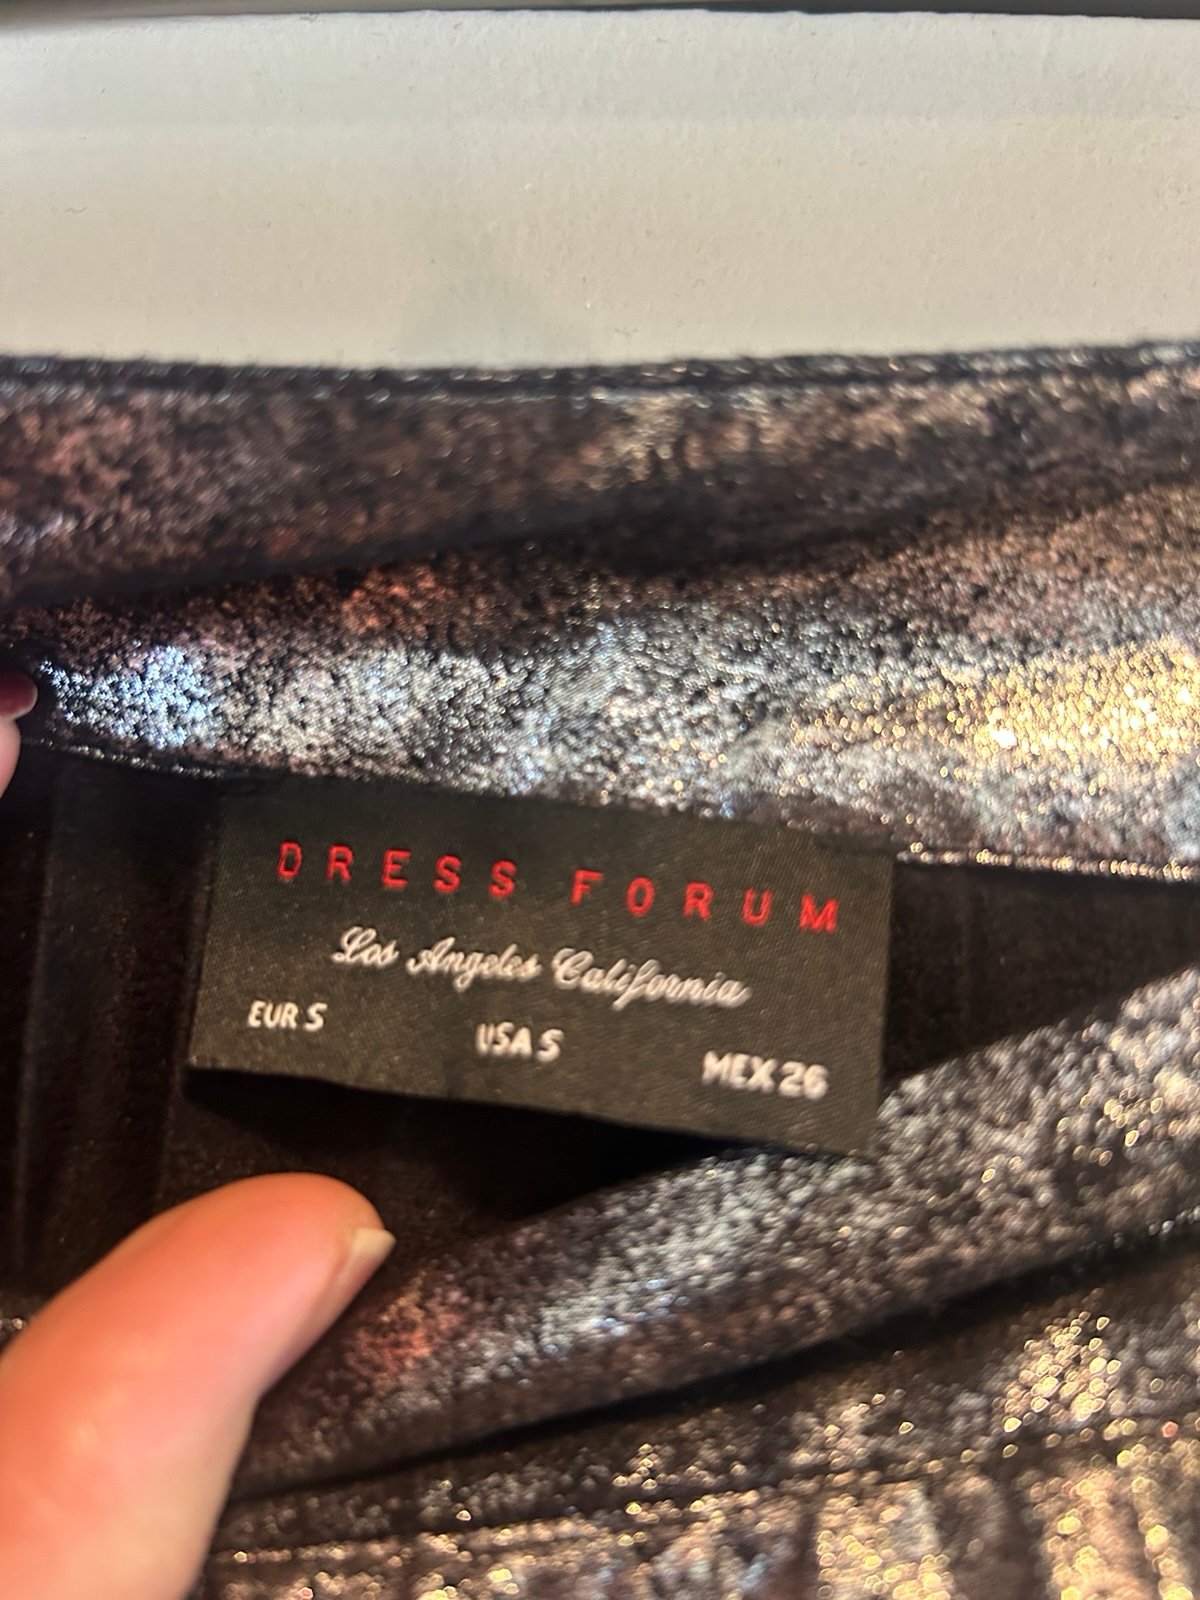 DRESS FORUM
Los Angeles California
EUR S USA S MEX 26